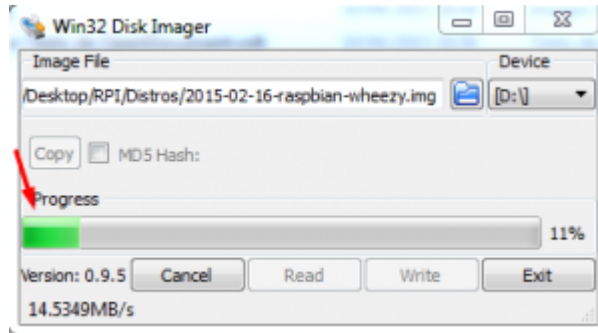 Win32 Disk Imager
Image File
Device
/Desktop/RPI/Distros/2015-02-16-raspbian-wheezy.img
[D:\]
Copy MD5 Hash:
Progress
11%
Version: 0.9.5 Cancel Read Write Exit
14.5349MB/s